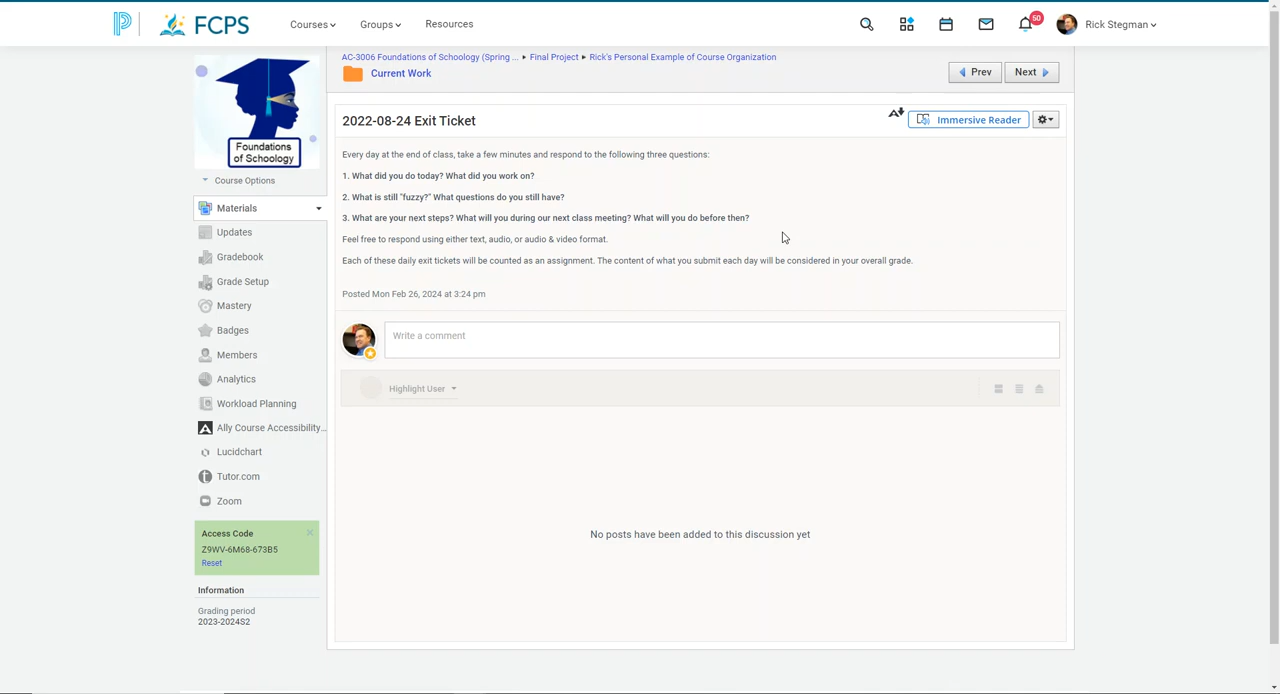 FCPS Courses Groups Resources 50 Rick Stegman
AC-3006 Foundations of Schoology (Spring ... ▸ Final Project ▸ Rick's Personal Example of Course Organization
Current Work
Prev Next
Foundations
of Schoology
Course Options
Materials
Updates
Gradebook
Grade Setup
Mastery
Badges
Members
Analytics
Workload Planning
Ally Course Accessibility...
Lucidchart
Tutor.com
Zoom
Access Code
Z9WV-6M68-673B5
Reset
Information
Grading period
2023-2024S2
2022-08-24 Exit Ticket
Immersive Reader
Every day at the end of class, take a few minutes and respond to the following three questions:
1. What did you do today? What did you work on?
2. What is still "fuzzy?" What questions do you still have?
3. What are your next steps? What will you during our next class meeting? What will you do before then?
Feel free to respond using either text, audio, or audio & video format.
Each of these daily exit tickets will be counted as an assignment. The content of what you submit each day will be considered in your overall grade.
Posted Mon Feb 26, 2024 at 3:24 pm
Write a comment
Highlight User
No posts have been added to this discussion yet